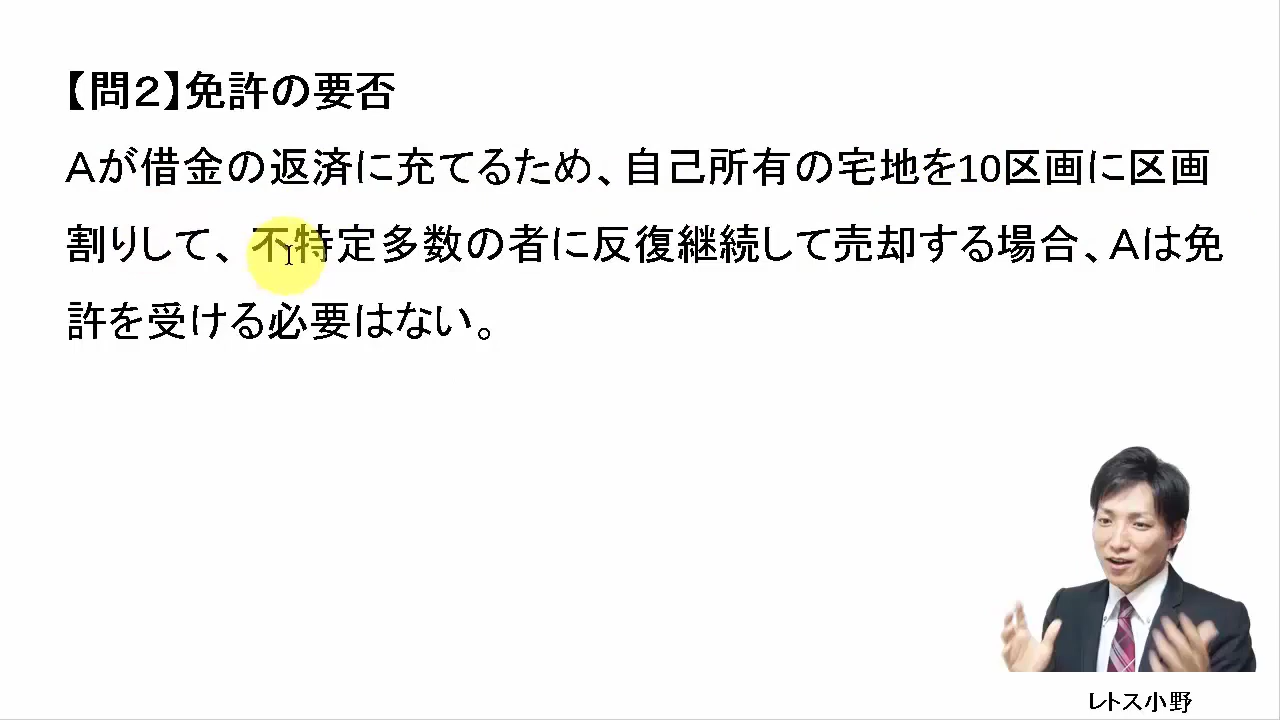 【問２】免許の要否
Ａが借金の返済に充てるため、自己所有の宅地を10区画に区画
割りして、不特定多数の者に反復継続して売却する場合、Ａは免
許を受ける必要はない。
レトス小野